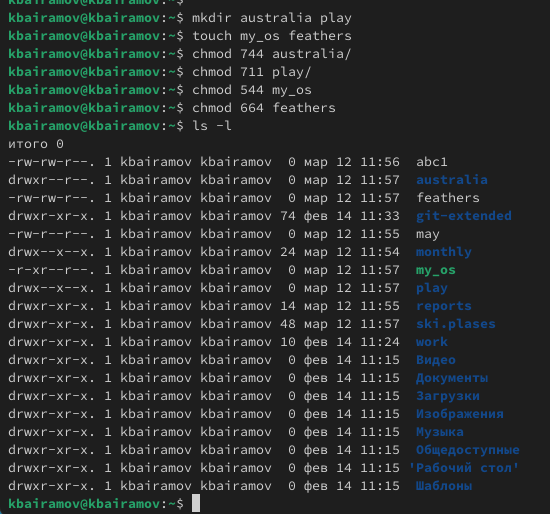 kbairamov@kbairamov:~$
kbairamov@kbairamov:~$ mkdir australia play
kbairamov@kbairamov:~$ touch my_os feathers
kbairamov@kbairamov:~$ chmod 744 australia/
kbairamov@kbairamov:~$ chmod 711 play/
kbairamov@kbairamov:~$ chmod 544 my_os
kbairamov@kbairamov:~$ chmod 664 feathers
kbairamov@kbairamov:~$ ls -l
итого 0
-rw-rw-r--. 1 kbairamov kbairamov  0 мар 12 11:56  abc1
drwxr--r--. 1 kbairamov kbairamov  0 мар 12 11:57  australia
-rw-rw-r--. 1 kbairamov kbairamov  0 мар 12 11:57  feathers
drwxr-xr-x. 1 kbairamov kbairamov 74 фев 14 11:33  git-extended
-rw-r--r--. 1 kbairamov kbairamov  0 мар 12 11:55  may
drwx--x--x. 1 kbairamov kbairamov 24 мар 12 11:54  monthly
-r-xr--r--. 1 kbairamov kbairamov  0 мар 12 11:57  my_os
drwx--x--x. 1 kbairamov kbairamov  0 мар 12 11:57  play
drwxr-xr-x. 1 kbairamov kbairamov 14 мар 12 11:55  reports
drwxr-xr-x. 1 kbairamov kbairamov 48 мар 12 11:57  ski.plases
drwxr-xr-x. 1 kbairamov kbairamov 10 фев 14 11:24  work
drwxr-xr-x. 1 kbairamov kbairamov  0 фев 14 11:15  Видео
drwxr-xr-x. 1 kbairamov kbairamov  0 фев 14 11:15  Документы
drwxr-xr-x. 1 kbairamov kbairamov  0 фев 14 11:15  Загрузки
drwxr-xr-x. 1 kbairamov kbairamov  0 фев 14 11:15  Изображения
drwxr-xr-x. 1 kbairamov kbairamov  0 фев 14 11:15  Музыка
drwxr-xr-x. 1 kbairamov kbairamov  0 фев 14 11:15  Общедоступные
drwxr-xr-x. 1 kbairamov kbairamov  0 фев 14 11:15 'Рабочий стол'
drwxr-xr-x. 1 kbairamov kbairamov  0 фев 14 11:15  Шаблоны
kbairamov@kbairamov:~$